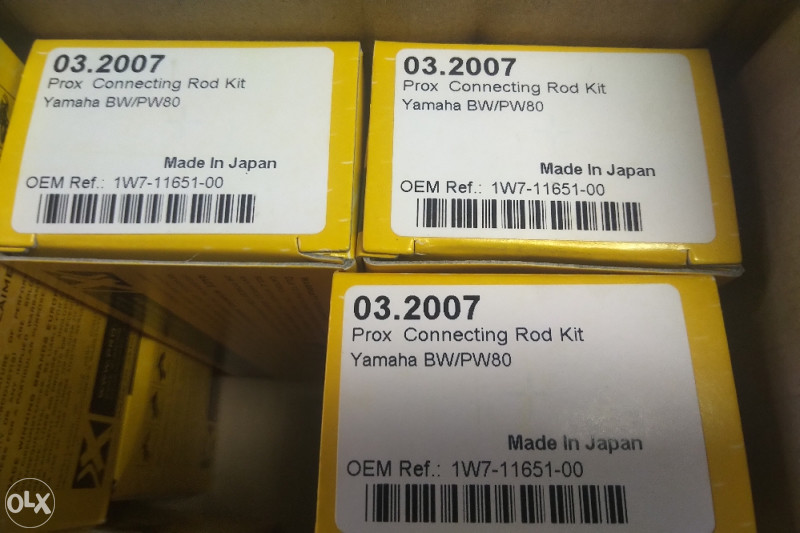 03.2007
Prox Connecting Rod Kit
Yamaha BW/PW80
Made In Japan
OEM Ref.: 1W7-11651-00
03.2007
Prox Connecting Rod Kit
Yamaha BW/PW80
Made In Japan
OEM Ref.: 1W7-11651-00
03.2007
Prox Connecting Rod Kit
Yamaha BW/PW80
Made In Japan
OEM Ref.: 1W7-11651-00
OLX